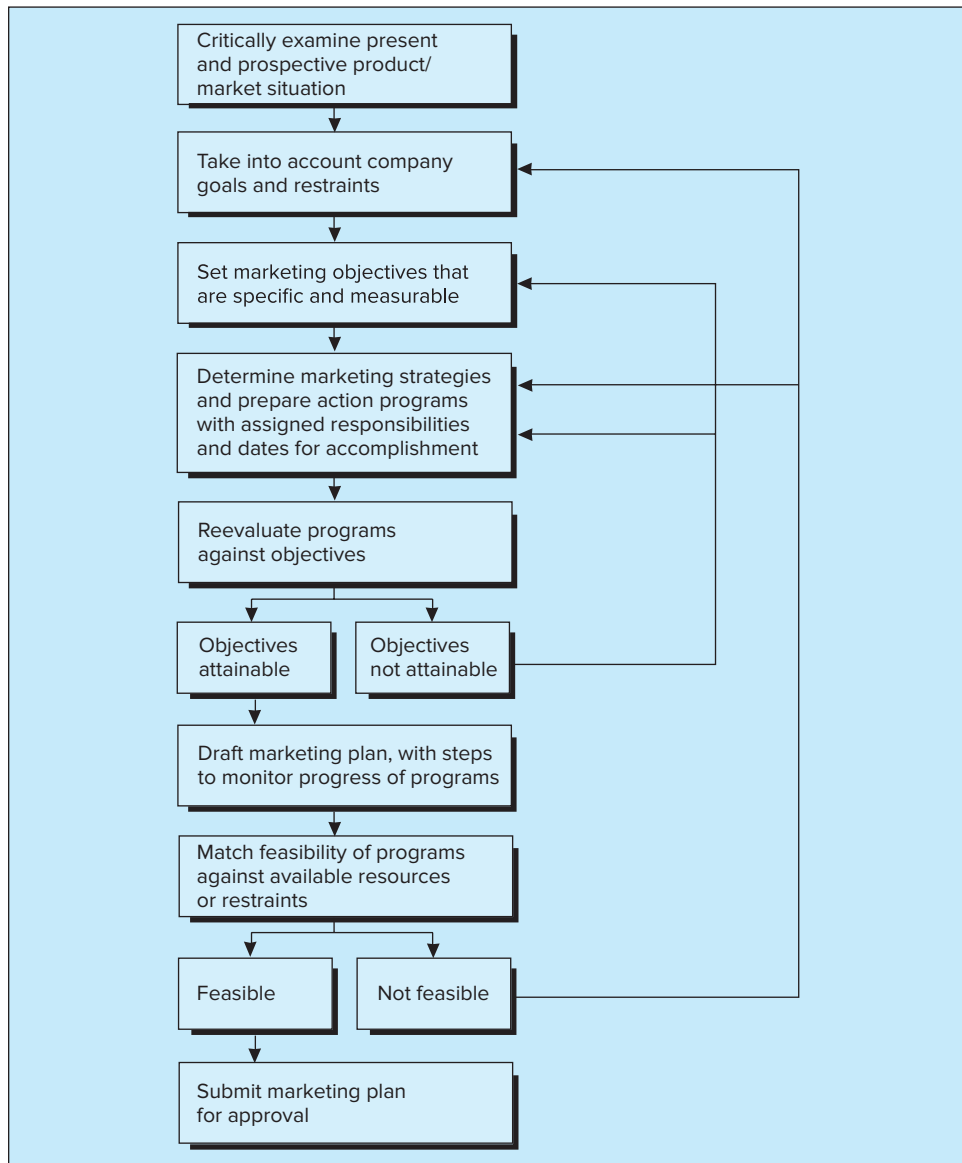 Critically examine present
and prospective product/
market situation
Take into account company
goals and restraints
Set marketing objectives that
are specific and measurable
Determine marketing strategies
and prepare action programs
with assigned responsibilities
and dates for accomplishment
Reevaluate programs
against objectives
Objectives
attainable
Objectives
not attainable
Draft marketing plan, with steps
to monitor progress of programs
Match feasibility of programs
against available resources
or restraints
Feasible
Not feasible
Submit marketing plan
for approval